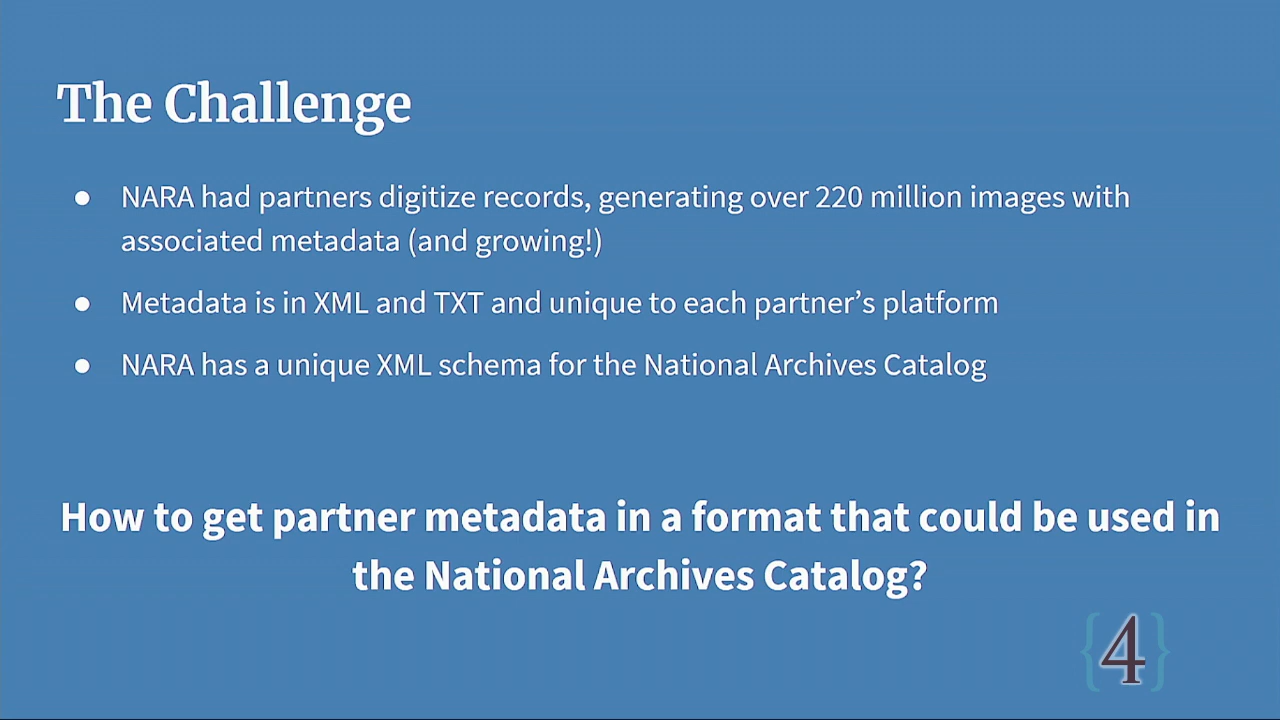 The Challenge
● NARA had partners digitize records, generating over 220 million images with
associated metadata (and growing!)
● Metadata is in XML and TXT and unique to each partner’s platform
● NARA has a unique XML schema for the National Archives Catalog
How to get partner metadata in a format that could be used in
the National Archives Catalog?
{4}